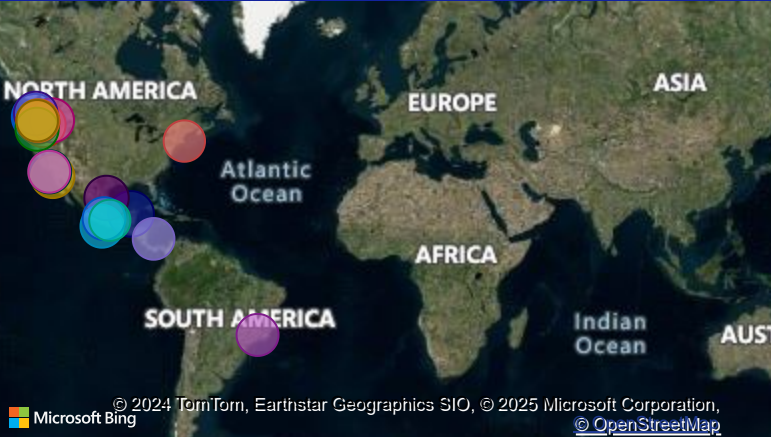 NORTH AMERICA
EUROPE
ASIA
Atlantic
Ocean
AFRICA
SOUTH AMERICA
Indian
Ocean
AUST
© 2024 TomTom, Earthstar Geographics SIO, © 2025 Microsoft Corporation,
Microsoft Bing
© OpenStreetMap